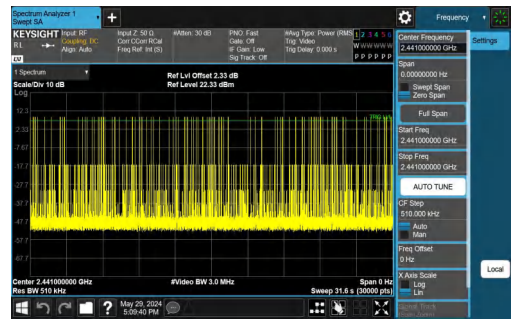 Spectrum Analyzer 1
Swept SA
Frequency
KEYSIGHT
RL
Input: RF
Coupling: DC
Align: Auto
Input Z: 50 Ω
Corr CCorr RCal
Freq Ref: Int (S)
#Atten: 30 dB
PNO: Fast
Gate: Off
IF Gain: Low
Sig Track: Off
#Avg Type: Power (RMS)
Trig: Video
Trig Delay: 0.000 s
1 2 3 4 5 6
W W W W W W
P P P P P P
LXI
1 Spectrum
Scale/Div 10 dB
Log
Ref Lvl Offset 2.33 dB
Ref Level 22.33 dBm
12.3
2.33
-7.67
-17.7
-27.7
-37.7
-47.7
-57.7
-67.7
Center 2.441000000 GHz
Res BW 510 kHz
#Video BW 3.0 MHz
Span 0 Hz
Sweep 31.6 s (30000 pts)
May 29, 2024
5:09:40 PM
Center Frequency
2.441000000 GHz
Settings
Span
0.00000000 Hz
Swept Span
Zero Span
Full Span
Start Freq
2.441000000 GHz
Stop Freq
2.441000000 GHz
AUTO TUNE
CF Step
510.000 kHz
Auto
Man
Freq Offset
0 Hz
X Axis Scale
Log
Lin
Local